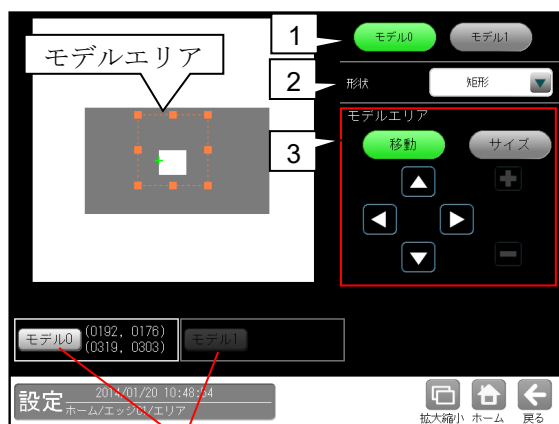 モデルエリア
1
モデル0 モデル1
2
形状 矩形
モデルエリア
3
移動 サイズ
モデル0 (0192, 0176)
(0319, 0303)
モデル1
設定 2014/01/20 10:48:54
ホーム/エッジ01/エリア
拡大縮小 ホーム 戻る